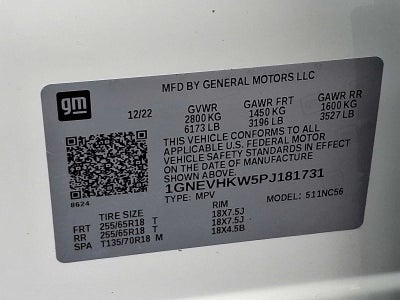 gm
MFD BY GENERAL MOTORS LLC
12/22 GVWR GAWR FRT GAWR RR
2800 KG 1450 KG 1600 KG
6173 LB 3196 LB 3527 LB
THIS VEHICLE CONFORMS TO ALL
APPLICABLE U.S. FEDERAL MOTOR
VEHICLE SAFETY STANDARDS IN EFFECT
ON THE DATE OF MANUFACTURE
SHOWN ABOVE.
1GNEVHKW5PJ181731
8624 TYPE: MPV MODEL: 511NC56
TIRE SIZE RIM
FRT 255/65R18 T 18X7.5J
RR 255/65R18 T 18X7.5J
SPA T135/70R18 M 18X4.5B